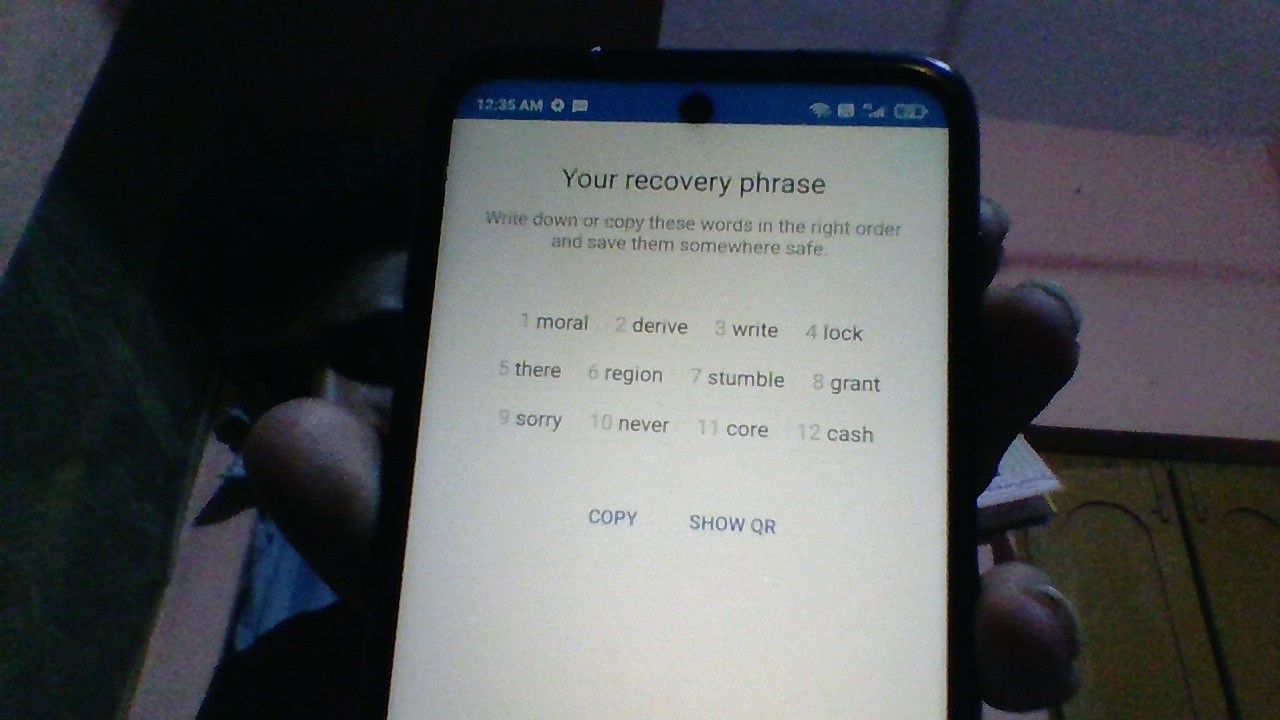 12:35 AM
Your recovery phrase
Write down or copy these words in the right order
and save them somewhere safe.
1 moral 2 derive 3 write 4 lock
5 there 6 region 7 stumble 8 grant
9 sorry 10 never 11 core 12 cash
COPY SHOW QR